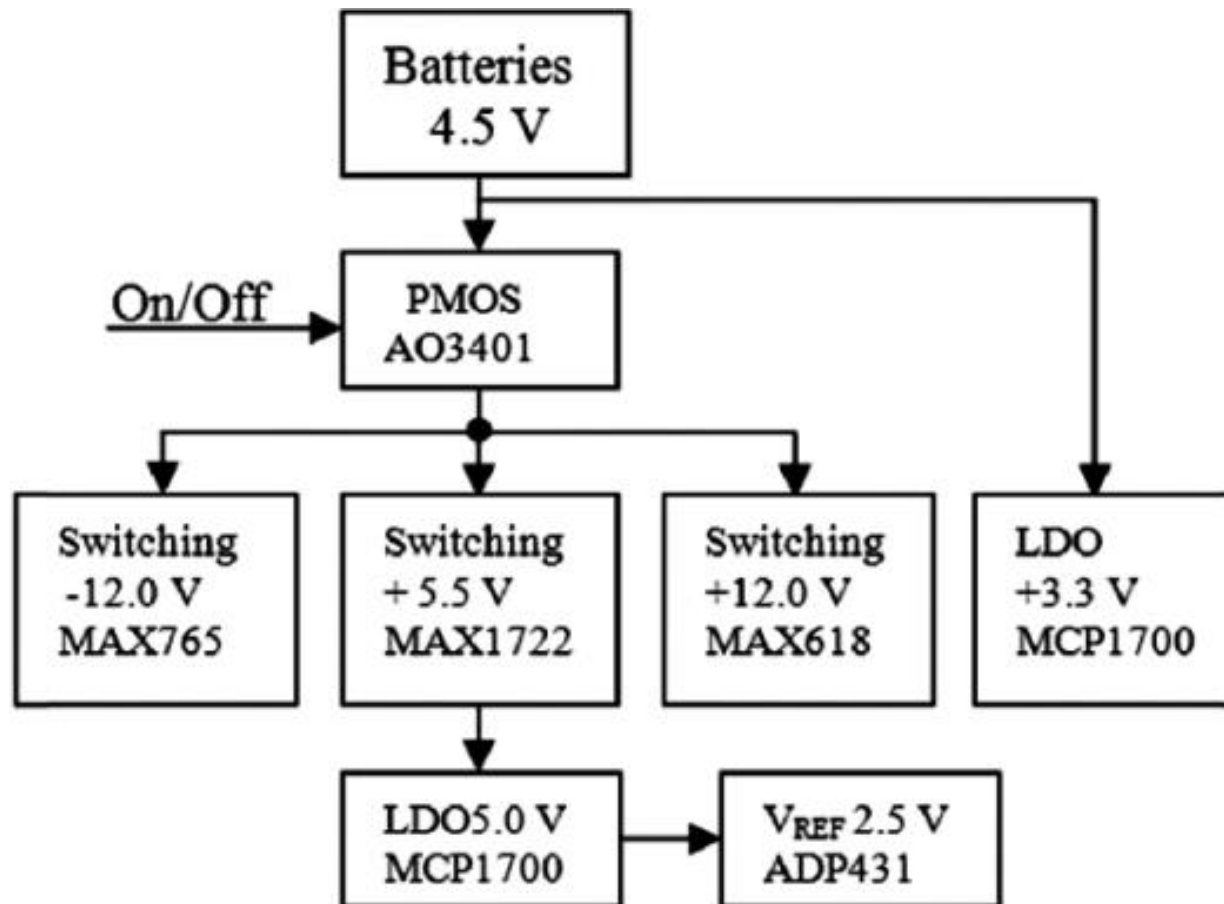 Batteries
4.5 V
On/Off
PMOS
AO3401
Switching
-12.0 V
MAX765
Switching
+ 5.5 V
MAX1722
Switching
+12.0 V
MAX618
LDO
+3.3 V
MCP1700
LDO5.0 V
MCP1700
VREF 2.5 V
ADP431